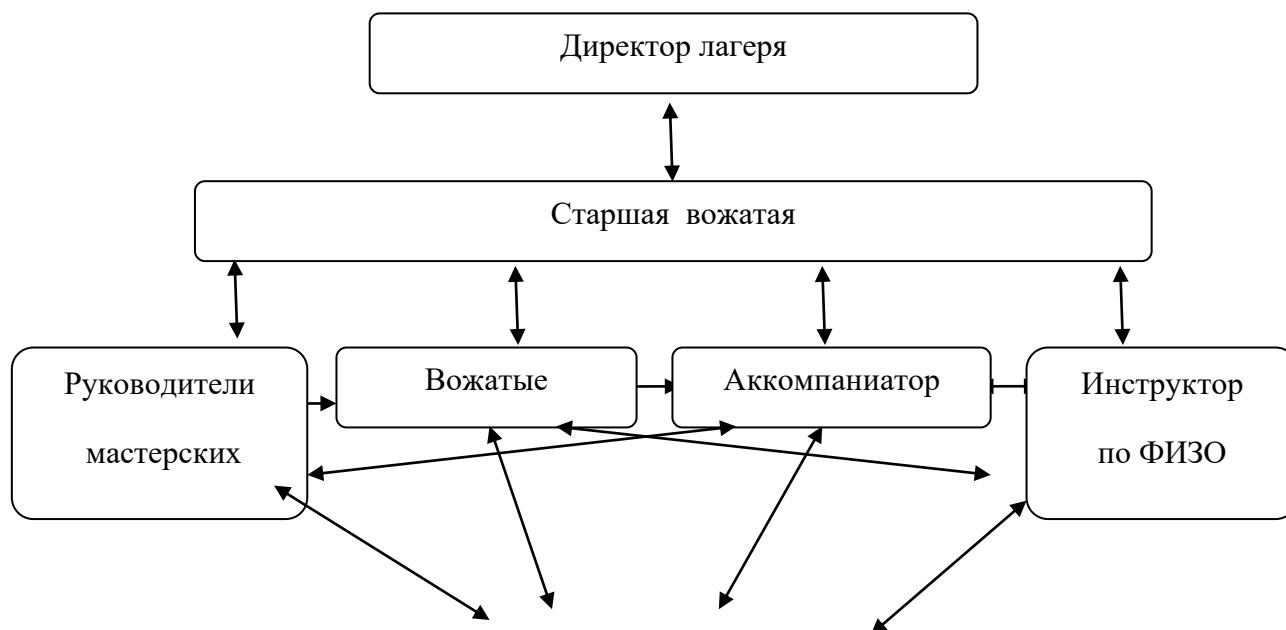 Директор лагеря
Старшая вожатая
Руководители
мастерских
Вожатые
Аккомпаниатор
Инструктор
по ФИЗО